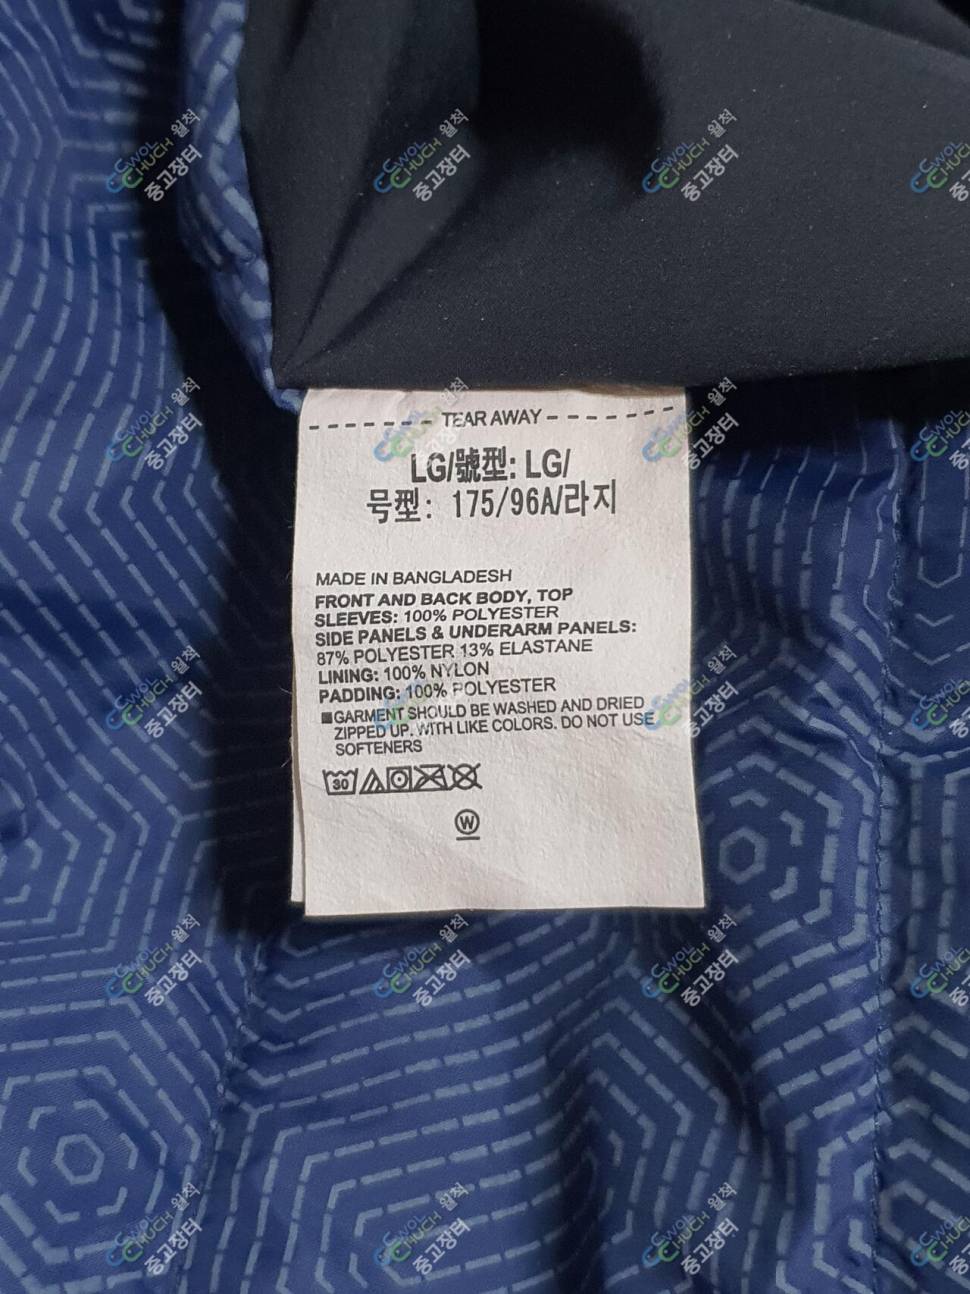 TEAR AWAY
LG/號型: LG/
号型: 175/96A/라지
MADE IN BANGLADESH
FRONT AND BACK BODY, TOP
SLEEVES: 100% POLYESTER
SIDE PANELS & UNDERARM PANELS:
87% POLYESTER 13% ELASTANE
LINING: 100% NYLON
PADDING: 100% POLYESTER
GARMENT SHOULD BE WASHED AND DRIED
ZIPPED UP. WITH LIKE COLORS. DO NOT USE
SOFTENERS
30
W
CWOL
CHUCH 월척
중고장터